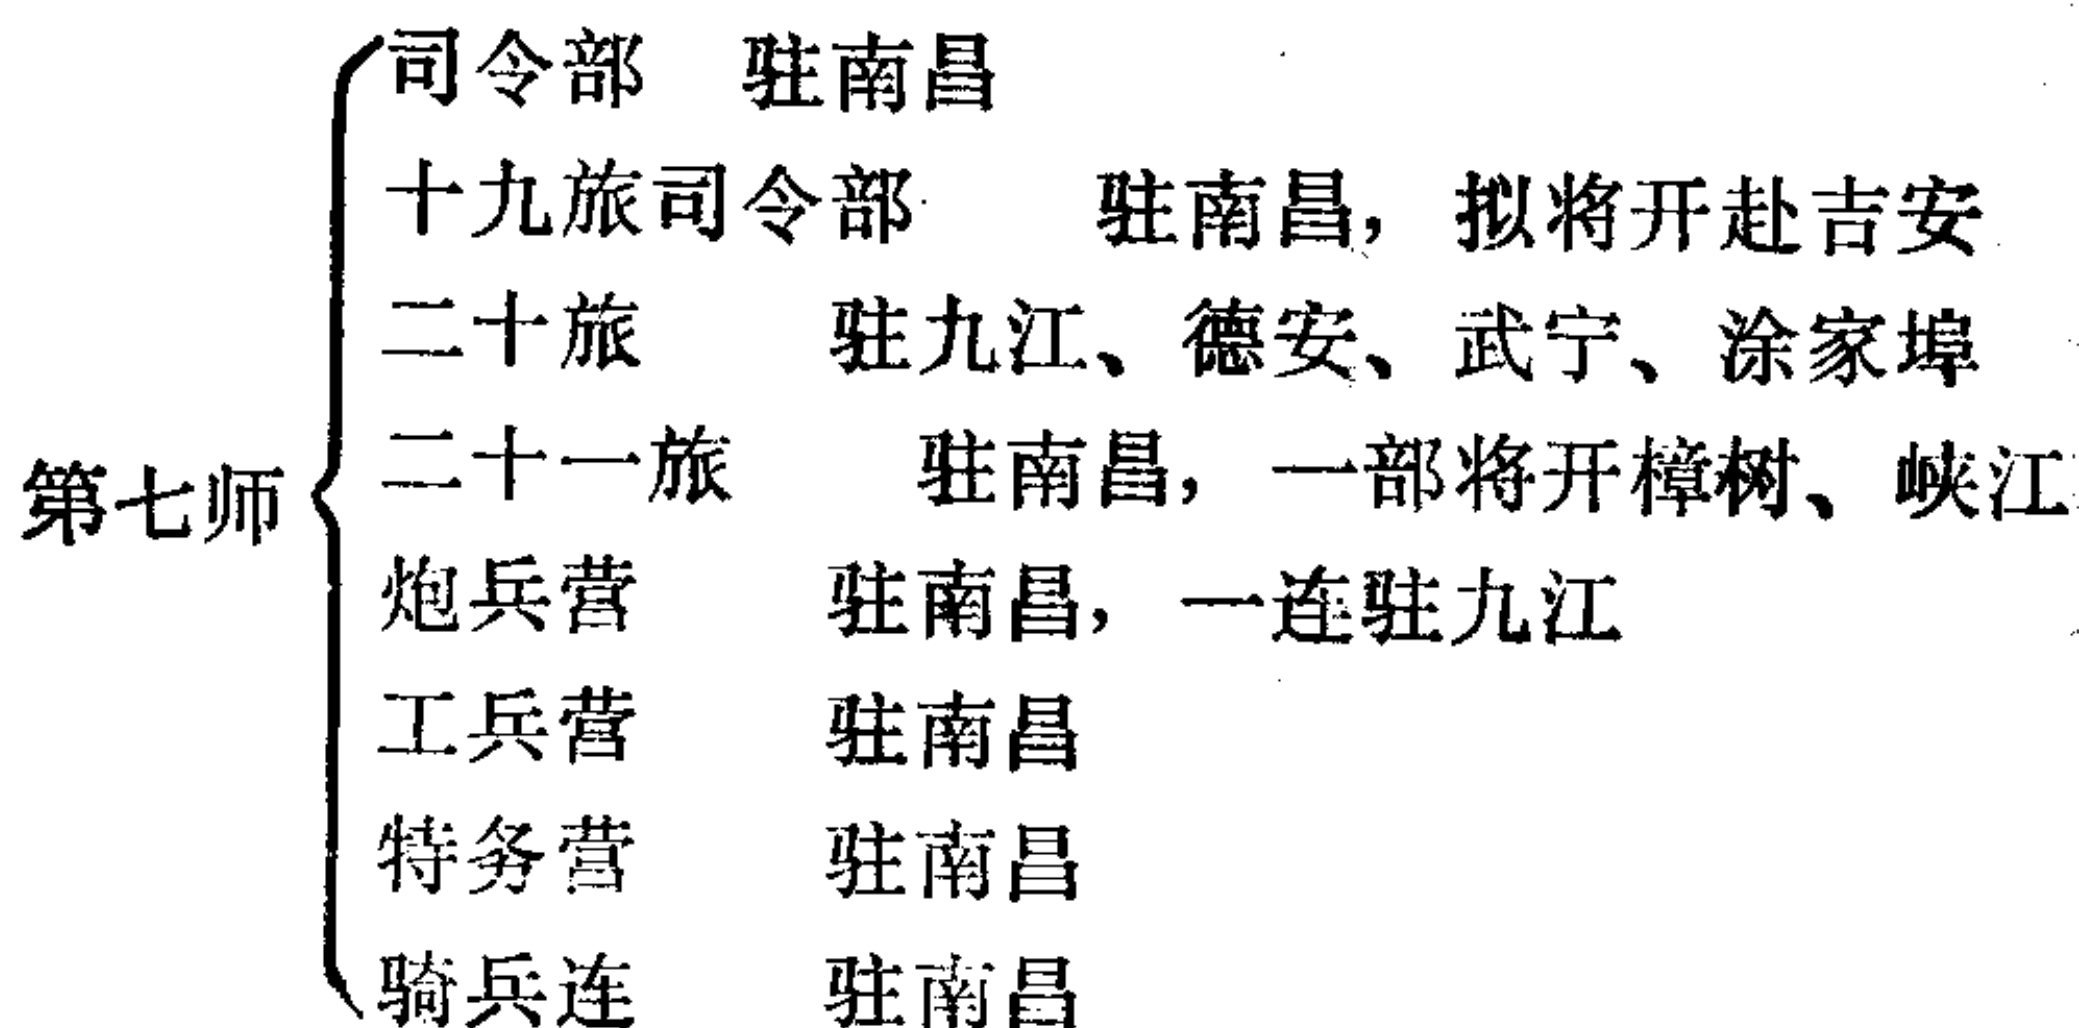 第七师
司令部 驻南昌
十九旅司令部 驻南昌，拟将开赴吉安
二十旅 驻九江、德安、武宁、涂家埠
二十一旅 驻南昌，一部将开樟树、峡江
炮兵营 驻南昌，一连驻九江
工兵营 驻南昌
特务营 驻南昌
骑兵连 驻南昌